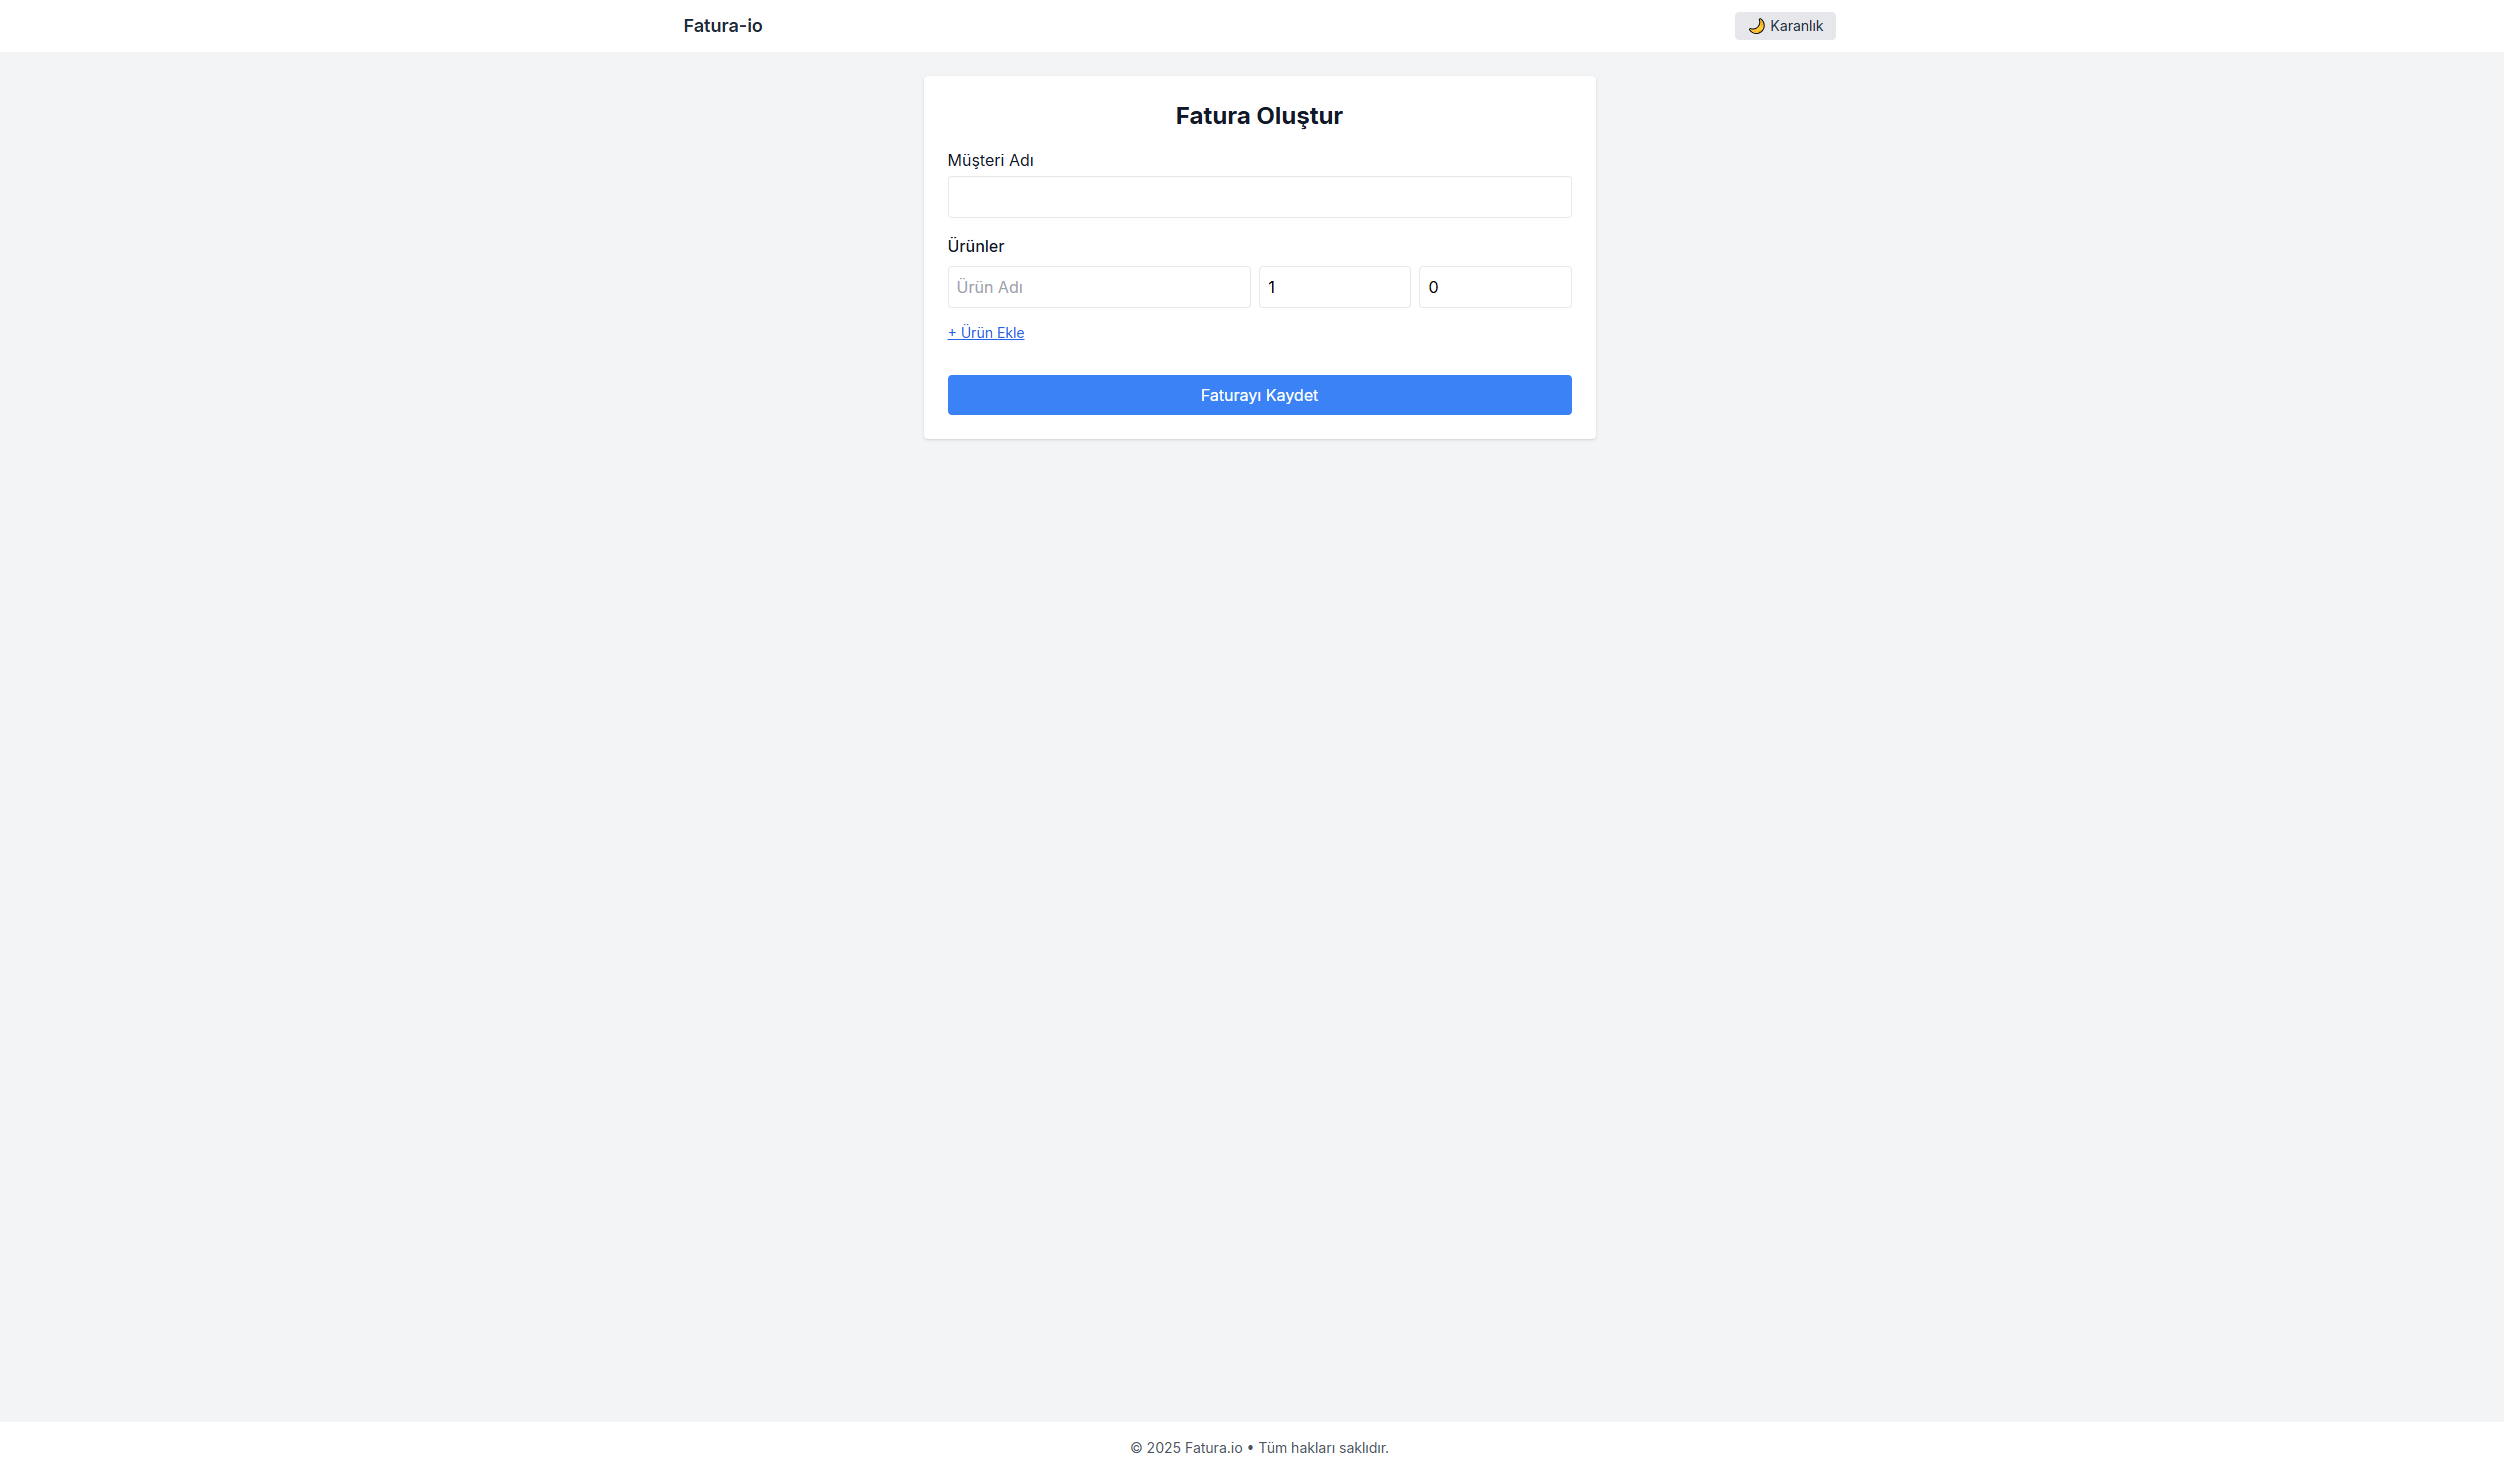 Fatura-io
🌙 Karanlık
Fatura Oluştur
Müşteri Adı
Ürünler
Ürün Adı 1 0
+ Ürün Ekle
Faturayı Kaydet
© 2025 Fatura.io • Tüm hakları saklıdır.